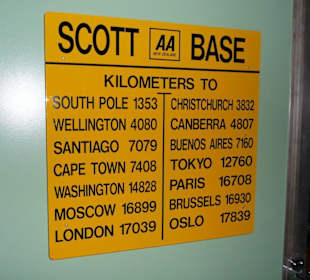 SCOTT AA BASE
NEW ZEALAND
KILOMETERS TO
SOUTH POLE 1353
WELLINGTON 4080
SANTIAGO 7079
CAPE TOWN 7408
WASHINGTON 14828
MOSCOW 16899
LONDON 17039
CHRISTCHURCH 3832
CANBERRA 4807
BUENOS AIRES 7160
TOKYO 12760
PARIS 16708
BRUSSELS 16930
OSLO 17839